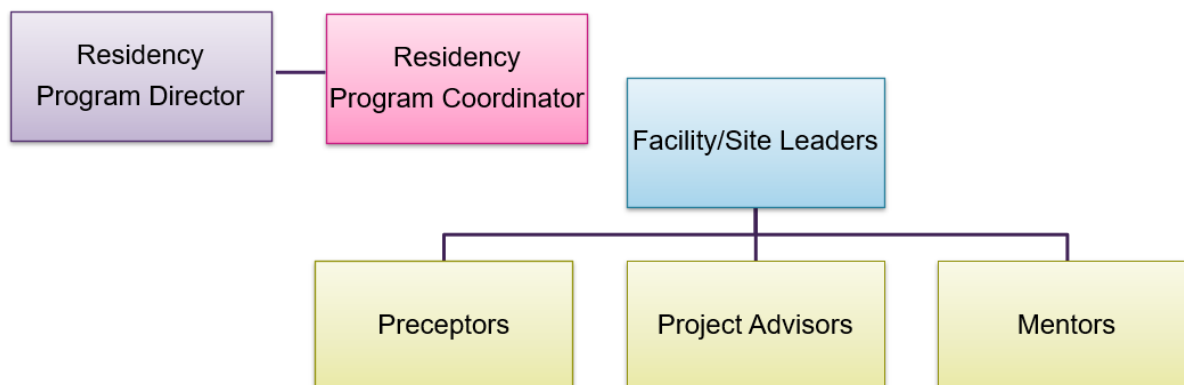 Residency
Program Director
Residency
Program Coordinator
Facility/Site Leaders
Preceptors
Project Advisors
Mentors